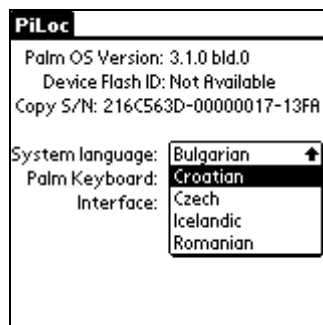 PiLoc
Palm OS Version: 3.1.0 bld.0
Device Flash ID: Not Available
Copy S/N: 216C563D-00000017-13FA
System language: Bulgarian
Palm Keyboard: Croatian
Interface: Czech
Icelandic
Romanian